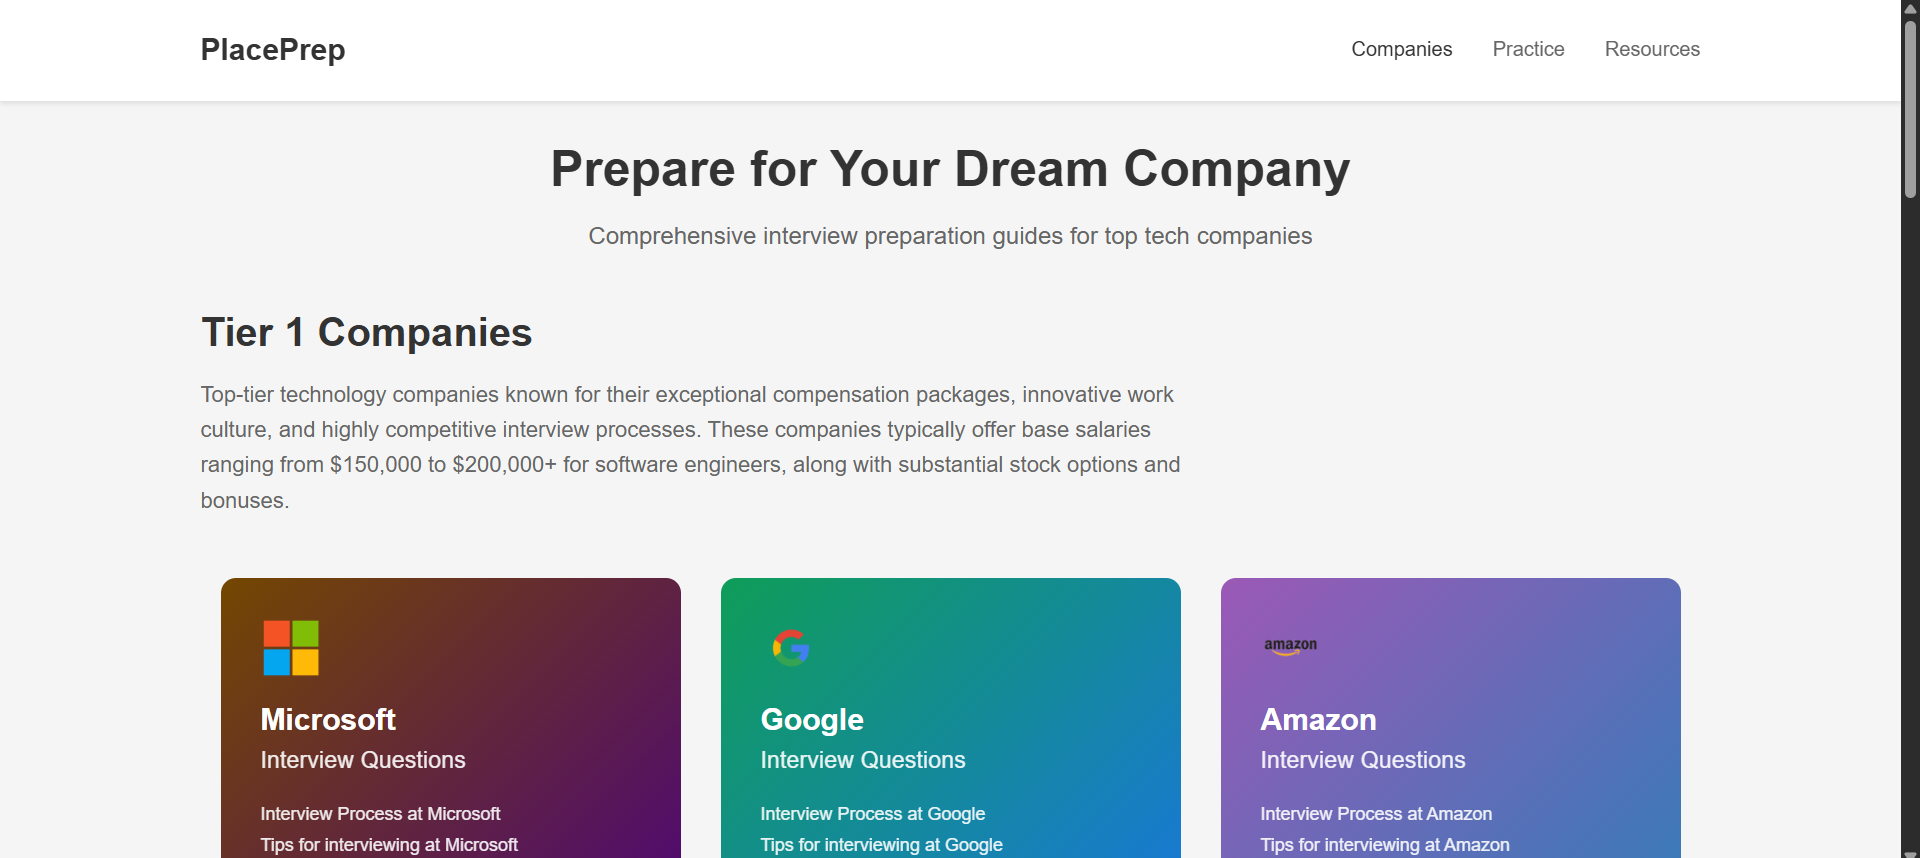 PlacePrep
Companies
Practice
Resources
Prepare for Your Dream Company
Comprehensive interview preparation guides for top tech companies
Tier 1 Companies
Top-tier technology companies known for their exceptional compensation packages, innovative work
culture, and highly competitive interview processes. These companies typically offer base salaries
ranging from $150,000 to $200,000+ for software engineers, along with substantial stock options and
bonuses.
Microsoft
Interview Questions
Interview Process at Microsoft
Tips for interviewing at Microsoft
Google
Interview Questions
Interview Process at Google
Tips for interviewing at Google
amazon
Amazon
Interview Questions
Interview Process at Amazon
Tips for interviewing at Amazon